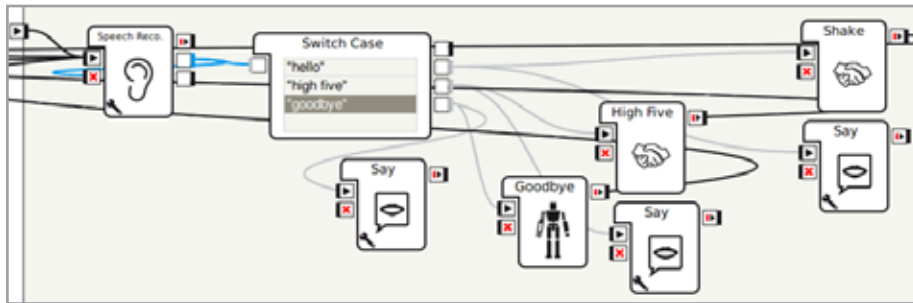 Speech Reco.
Switch Case
"hello"
"high five"
"goodbye"
Shake
High Five
Say
Say
Goodbye
Say